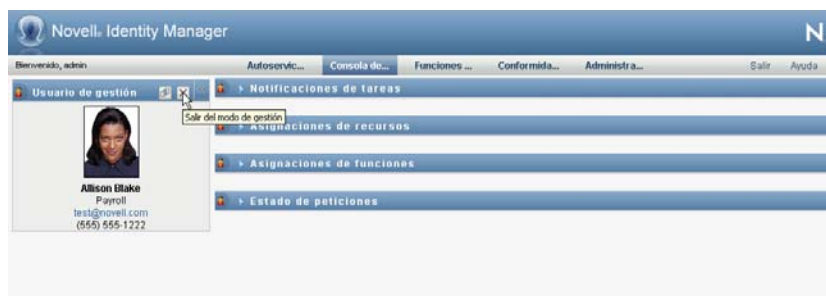 Novell® Identity Manager
N
Bienvenido, admin
Autoservic...
Consola de...
Funciones ...
Conformida...
Administra...
Salir
Ayuda
Usuario de gestión
Salir del modo de gestión
Allison Blake
Payroll
test@novell.com
(555) 555-1222
Notificaciones de tareas
Asignaciones de recursos
Asignaciones de funciones
Estado de peticiones